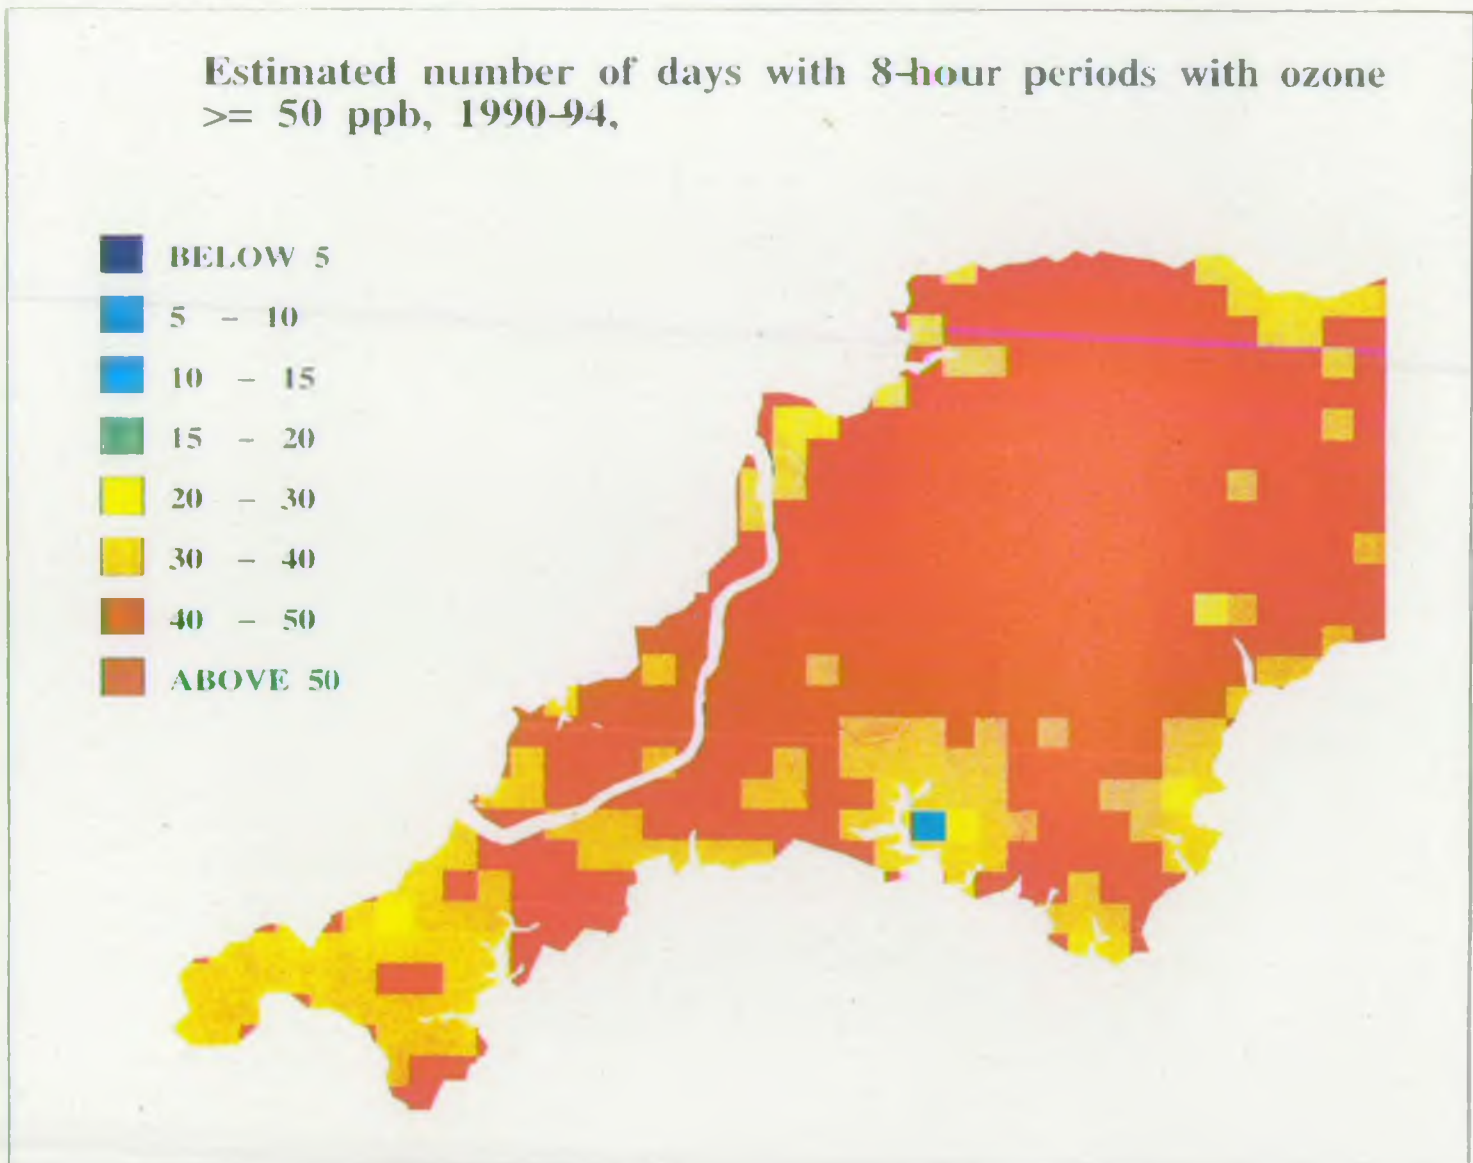 Estimated number of days with 8-hour periods with ozone
>= 50 ppb, 1990-94,
BELOW 5
5 - 10
10 - 15
15 - 20
20 - 30
30 - 40
40 - 50
ABOVE 50